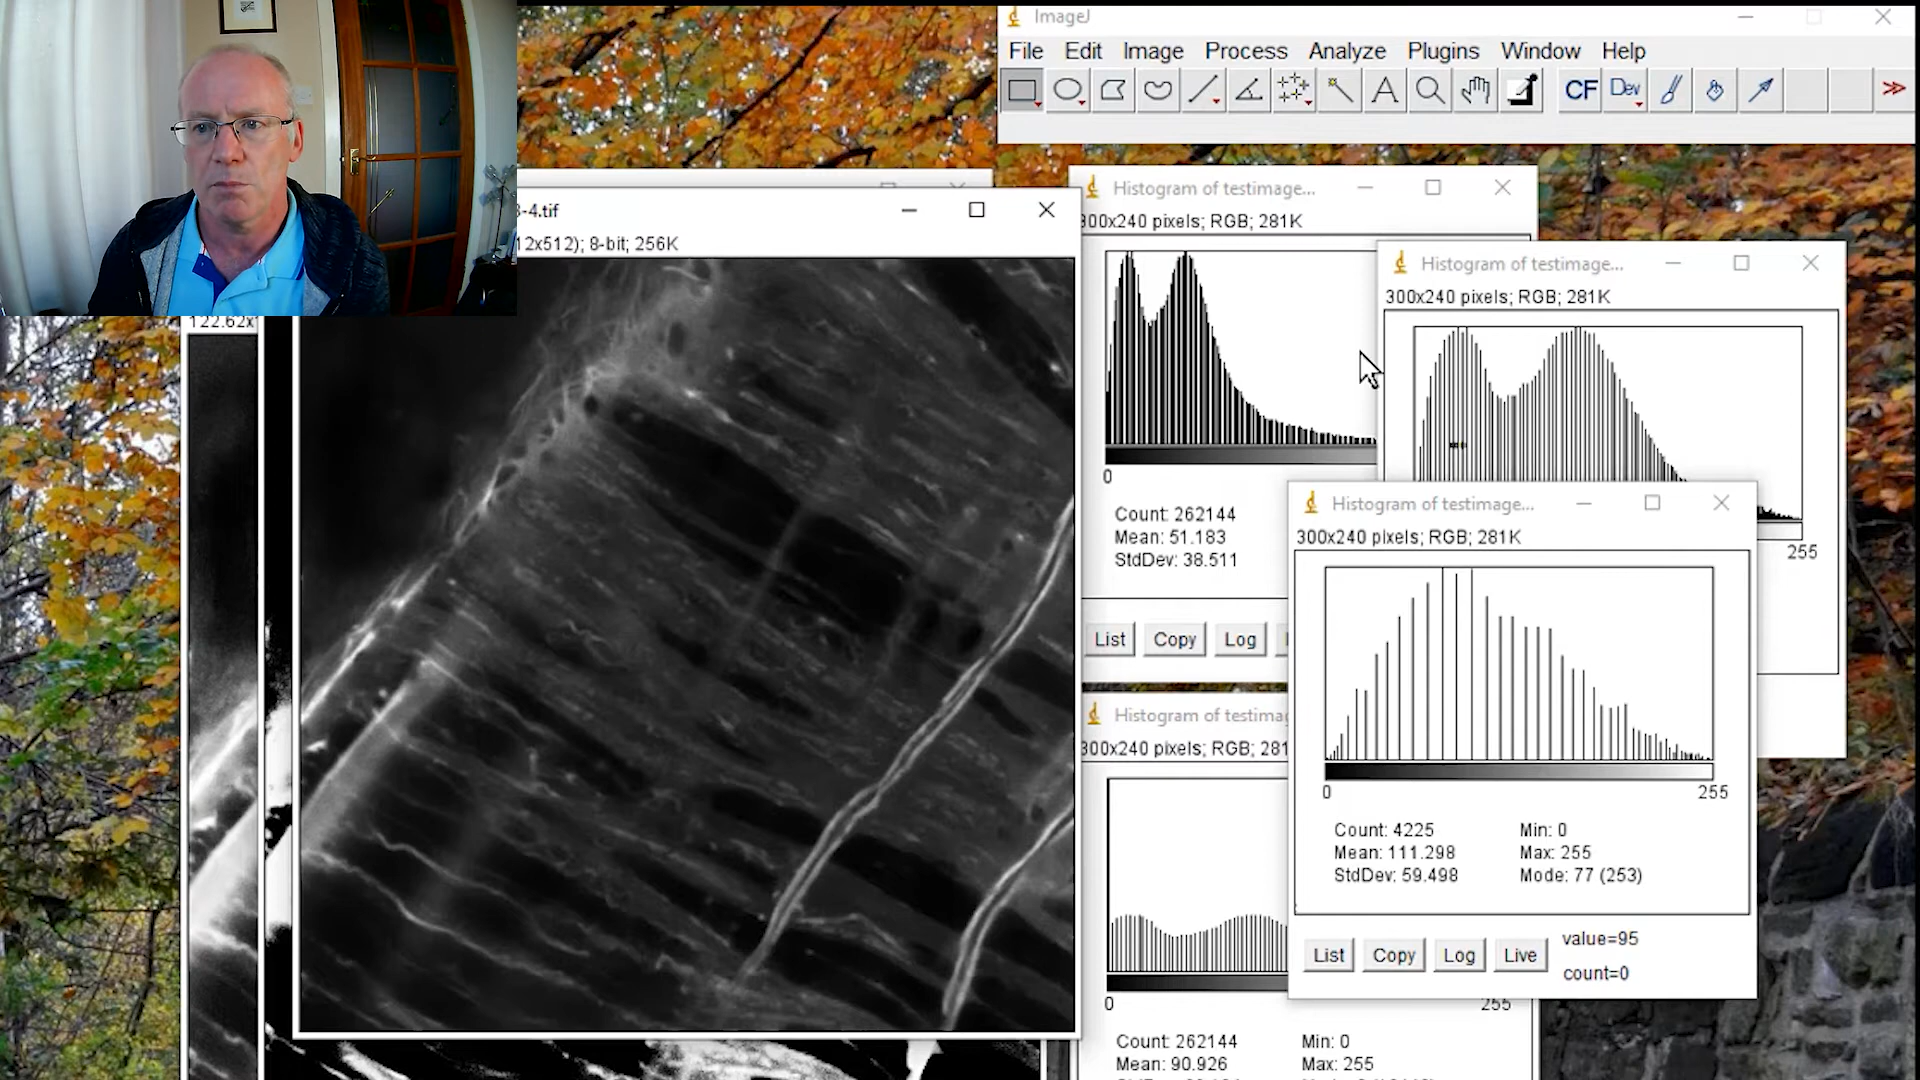 ImageJ
File Edit Image Process Analyze Plugins Window Help
CF Dev >>
3-4.tif
12x512); 8-bit; 256K
122.62x
Histogram of testimage...
300x240 pixels; RGB; 281K
0
Count: 262144
Mean: 51.183
StdDev: 38.511
List Copy Log
Histogram of testimage...
300x240 pixels; RGB; 281K
255
Histogram of testimage...
300x240 pixels; RGB; 281K
0 255
Count: 4225 Min: 0
Mean: 111.298 Max: 255
StdDev: 59.498 Mode: 77 (253)
List Copy Log Live value=95
count=0
Histogram of testimag
300x240 pixels; RGB; 281
0 255
Count: 262144 Min: 0
Mean: 90.926 Max: 255